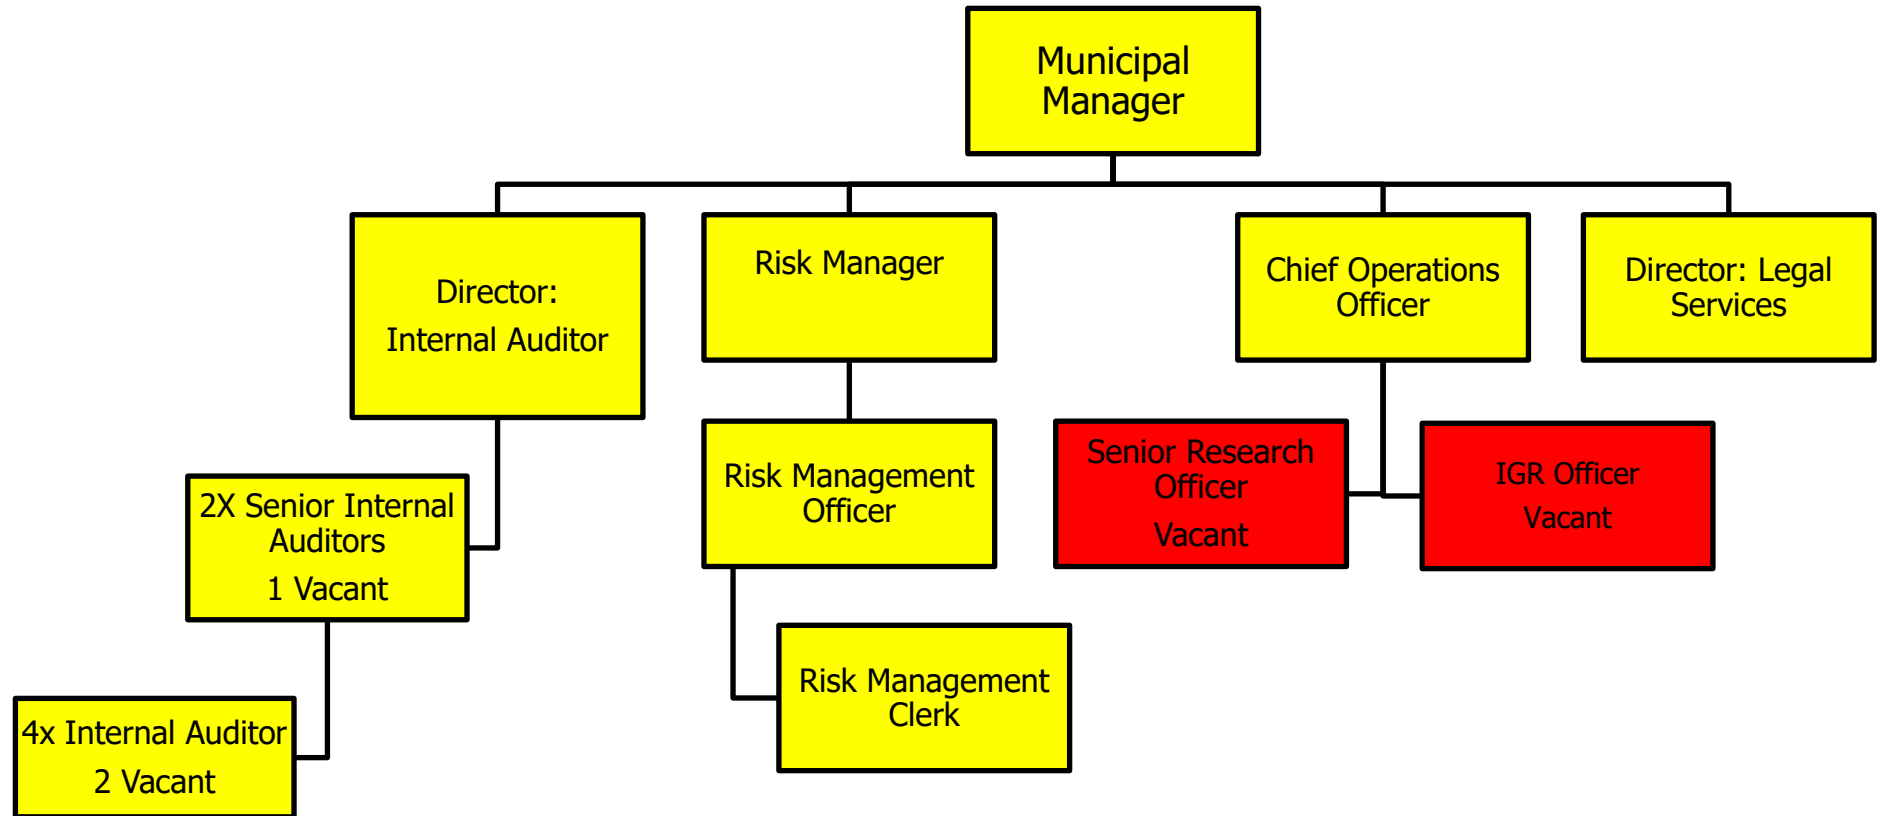 Municipal
Manager
Director:
Internal Auditor
Risk Manager
Chief Operations
Officer
Director: Legal
Services
2X Senior Internal
Auditors
1 Vacant
Risk Management
Officer
Senior Research
Officer
Vacant
IGR Officer
Vacant
4x Internal Auditor
2 Vacant
Risk Management
Clerk